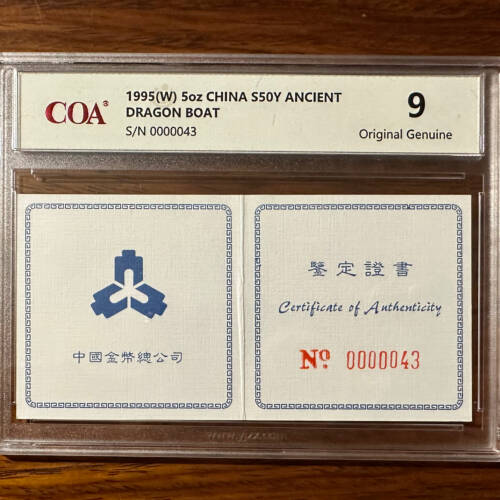 COA®
1995(W) 5oz CHINA S50Y ANCIENT
DRAGON BOAT
S/N 0000043
9
Original Genuine
中國金幣總公司
鑒定證書
Certificate of Authenticity
Nº 0000043